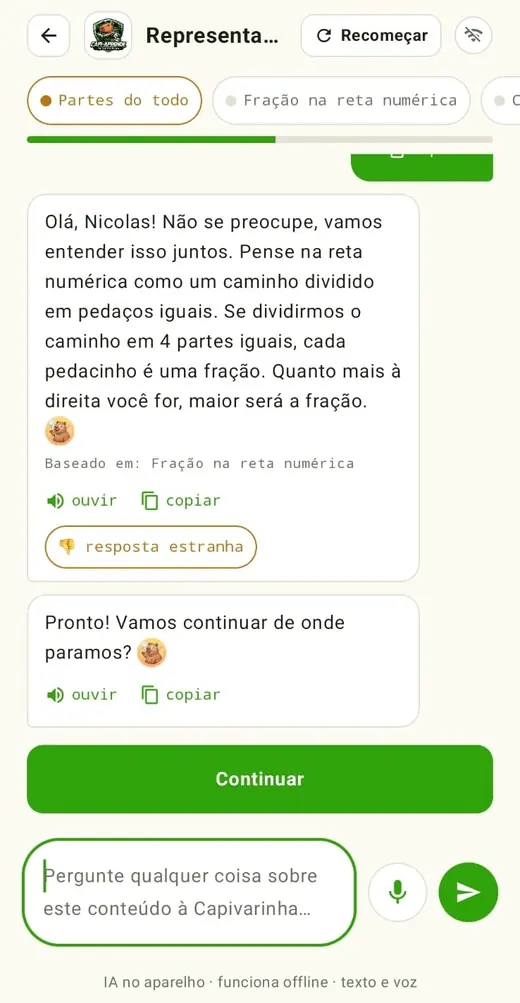 Representa...
Recomeçar
Partes do todo
Fração na reta numérica
Olá, Nicolas! Não se preocupe, vamos
entender isso juntos. Pense na reta
numérica como um caminho dividido
em pedaços iguais. Se dividirmos o
caminho em 4 partes iguais, cada
pedacinho é uma fração. Quanto mais à
direita você for, maior será a fração.
Baseado em: Fração na reta numérica
ouvir
copiar
resposta estranha
Pronto! Vamos continuar de onde
paramos?
ouvir
copiar
Continuar
Pergunte qualquer coisa sobre
este conteúdo à Capivarinha...
IA no aparelho · funciona offline · texto e voz